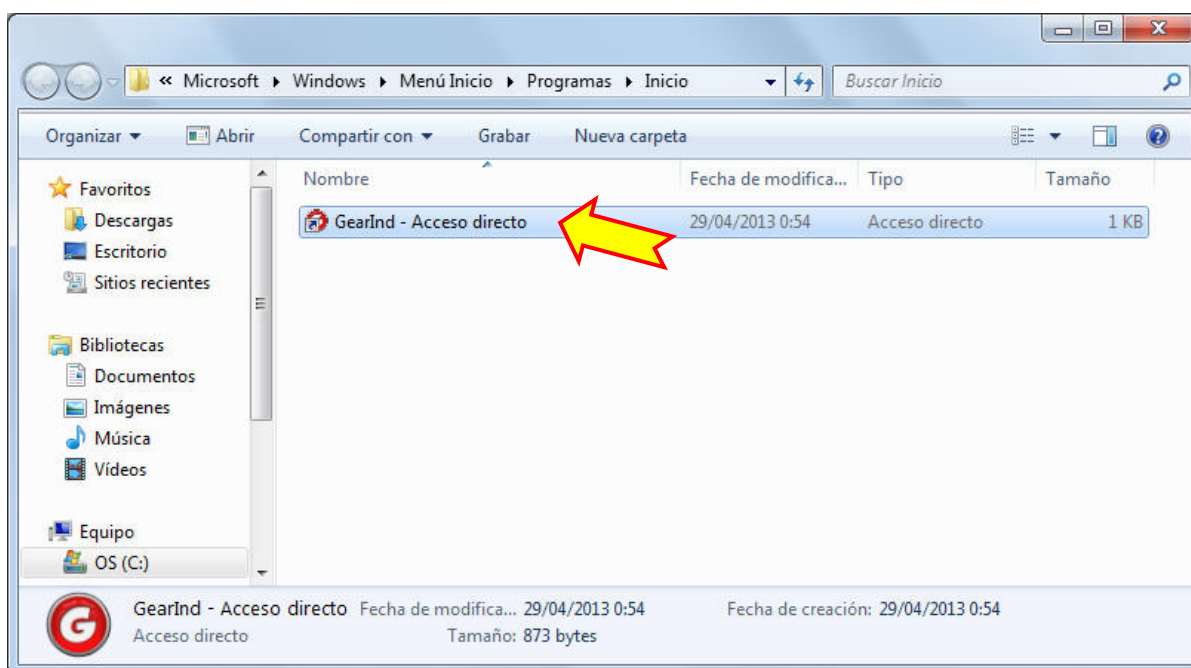 « Microsoft ▸ Windows ▸ Menú Inicio ▸ Programas ▸ Inicio
Buscar Inicio
Organizar Abrir Compartir con Grabar Nueva carpeta
Nombre Fecha de modifica... Tipo Tamaño
GearInd - Acceso directo 29/04/2013 0:54 Acceso directo 1 KB
Favoritos
Descargas
Escritorio
Sitios recientes
Bibliotecas
Documentos
Imágenes
Música
Vídeos
Equipo
OS (C:)
G
GearInd - Acceso directo Fecha de modifica... 29/04/2013 0:54 Fecha de creación: 29/04/2013 0:54
Acceso directo Tamaño: 873 bytes